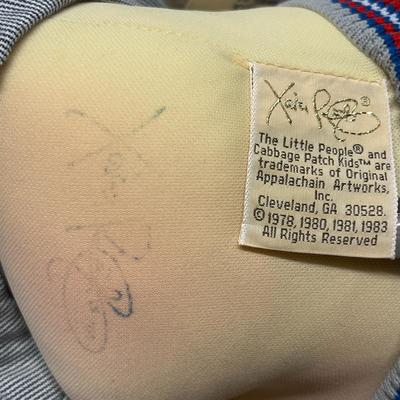 Xavier Roberts®
The Little People® and
Cabbage Patch Kids™ are
trademarks of Original
Appalachain Artworks,
Inc.
Cleveland, GA 30528.
© 1978, 1980, 1981, 1983
All Rights Reserved